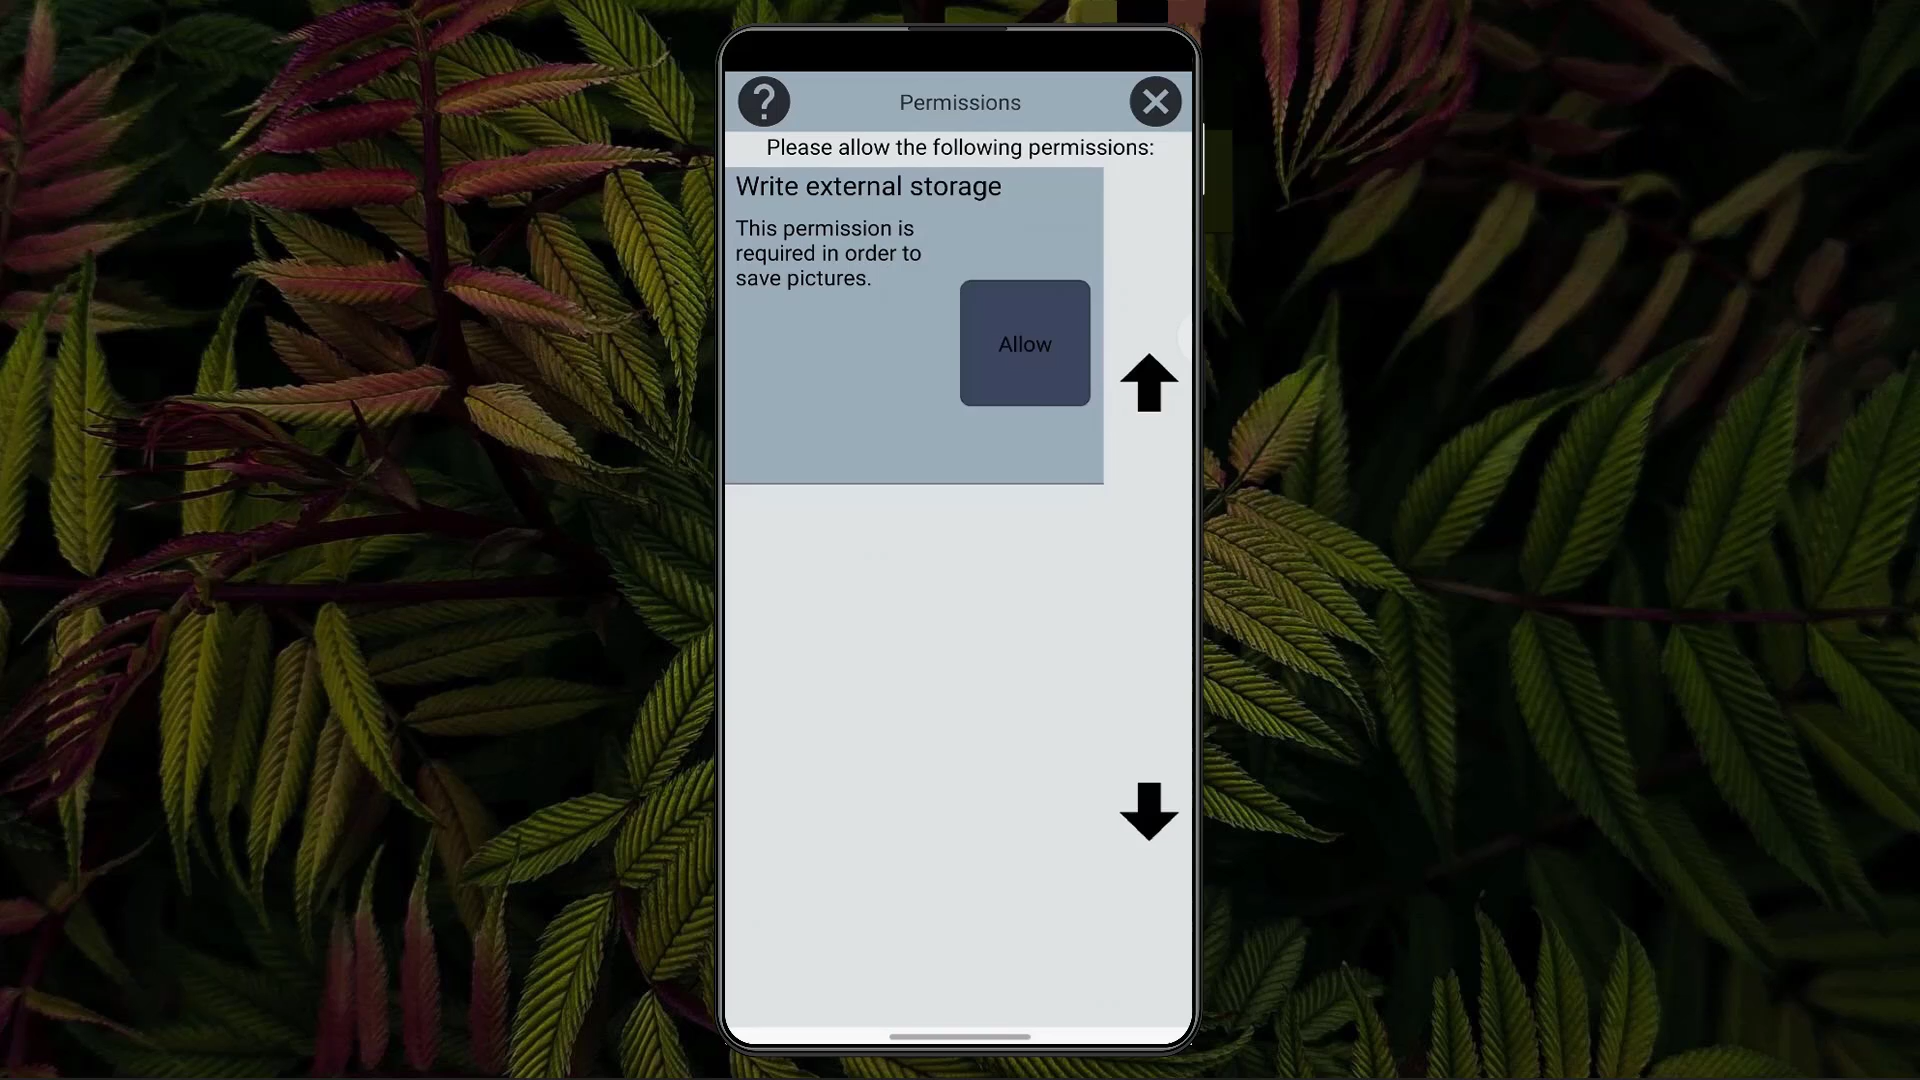 ?
Permissions
Please allow the following permissions:
Write external storage
This permission is
required in order to
save pictures.
Allow